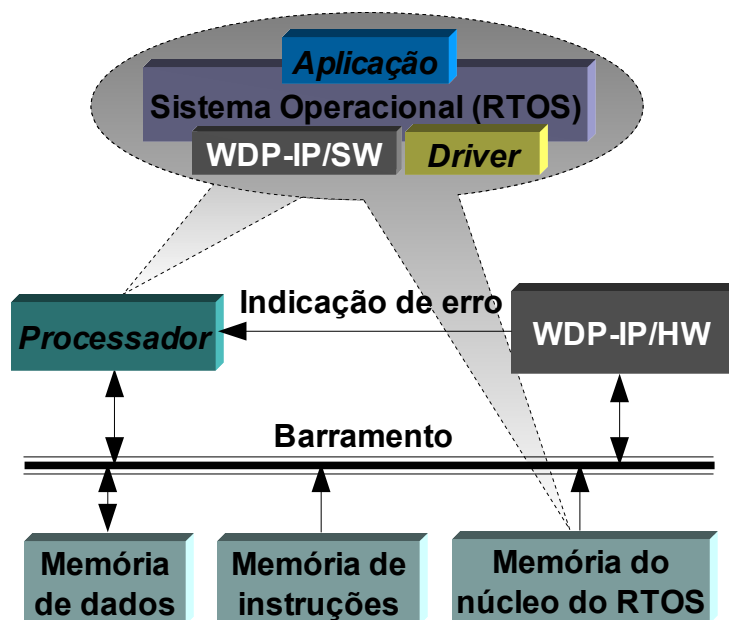 Aplicação
Sistema Operacional (RTOS)
WDP-IP/SW
Driver
Indicação de erro
Processador
WDP-IP/HW
Barramento
Memória
de dados
Memória de
instruções
Memória do
núcleo do RTOS